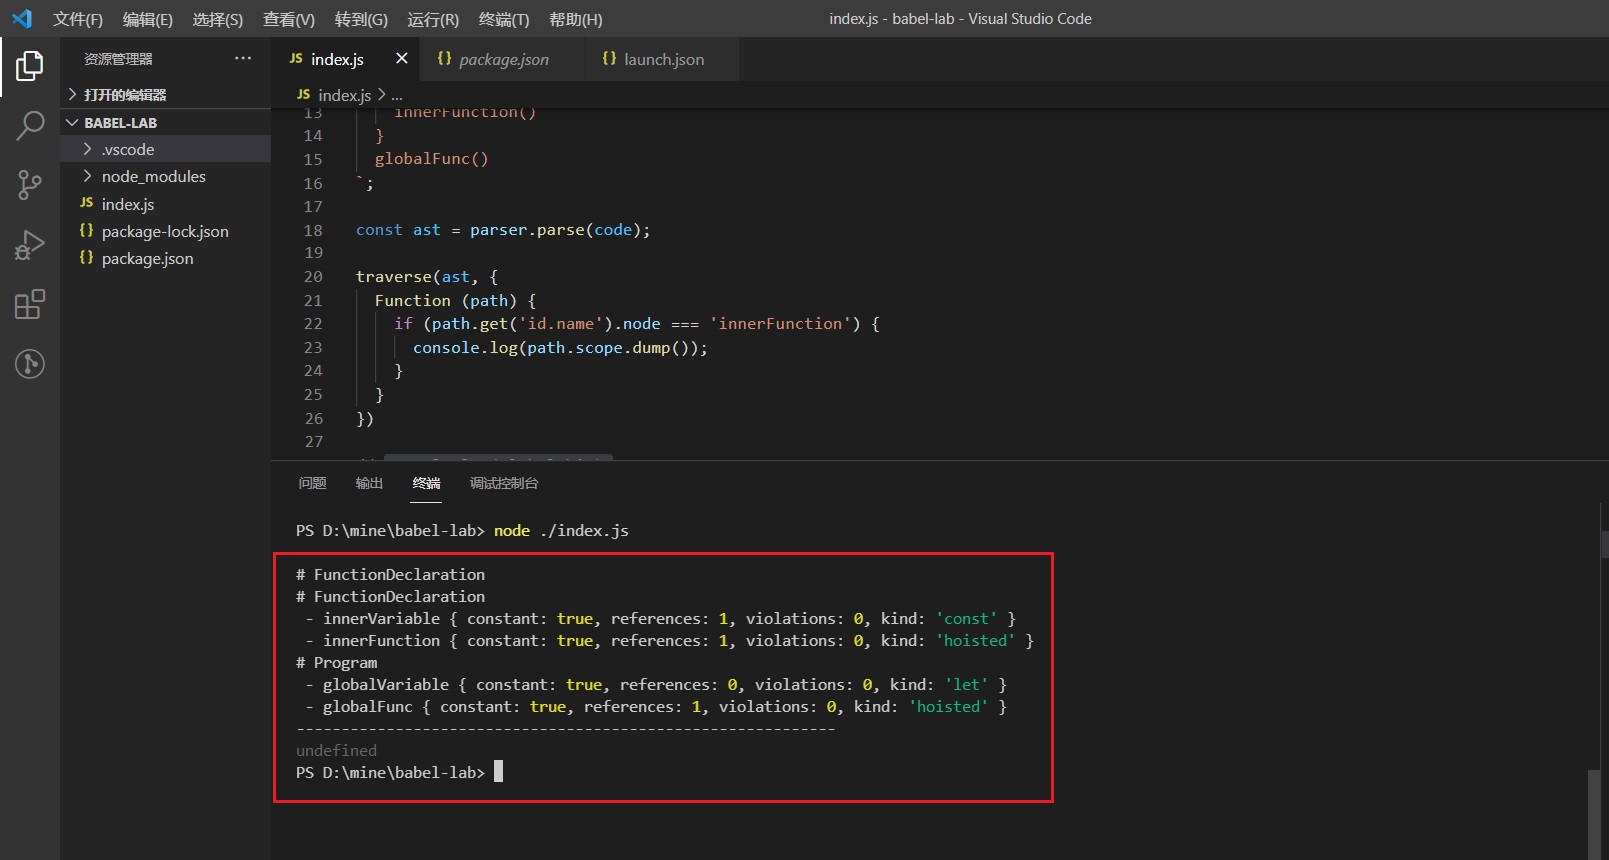 文件(F) 编辑(E) 选择(S) 查看(V) 转到(G) 运行(R) 终端(T) 帮助(H) index.js - babel-lab - Visual Studio Code
资源管理器 ···
打开的编辑器
BABEL-LAB
.vscode
node_modules
JS index.js
{} package-lock.json
{} package.json
JS index.js × {} package.json {} launch.json
JS index.js > ...
13 innerFunction()
14 }
15 globalFunc()
16 `;
17
18 const ast = parser.parse(code);
19
20 traverse(ast, {
21 Function (path) {
22 if (path.get('id.name').node === 'innerFunction') {
23 console.log(path.scope.dump());
24 }
25 }
26 })
27
问题 输出 终端 调试控制台
PS D:\mine\babel-lab> node ./index.js
# FunctionDeclaration
# FunctionDeclaration
- innerVariable { constant: true, references: 1, violations: 0, kind: 'const' }
- innerFunction { constant: true, references: 1, violations: 0, kind: 'hoisted' }
# Program
- globalVariable { constant: true, references: 0, violations: 0, kind: 'let' }
- globalFunc { constant: true, references: 1, violations: 0, kind: 'hoisted' }
------------------------------------------------------------
undefined
PS D:\mine\babel-lab>